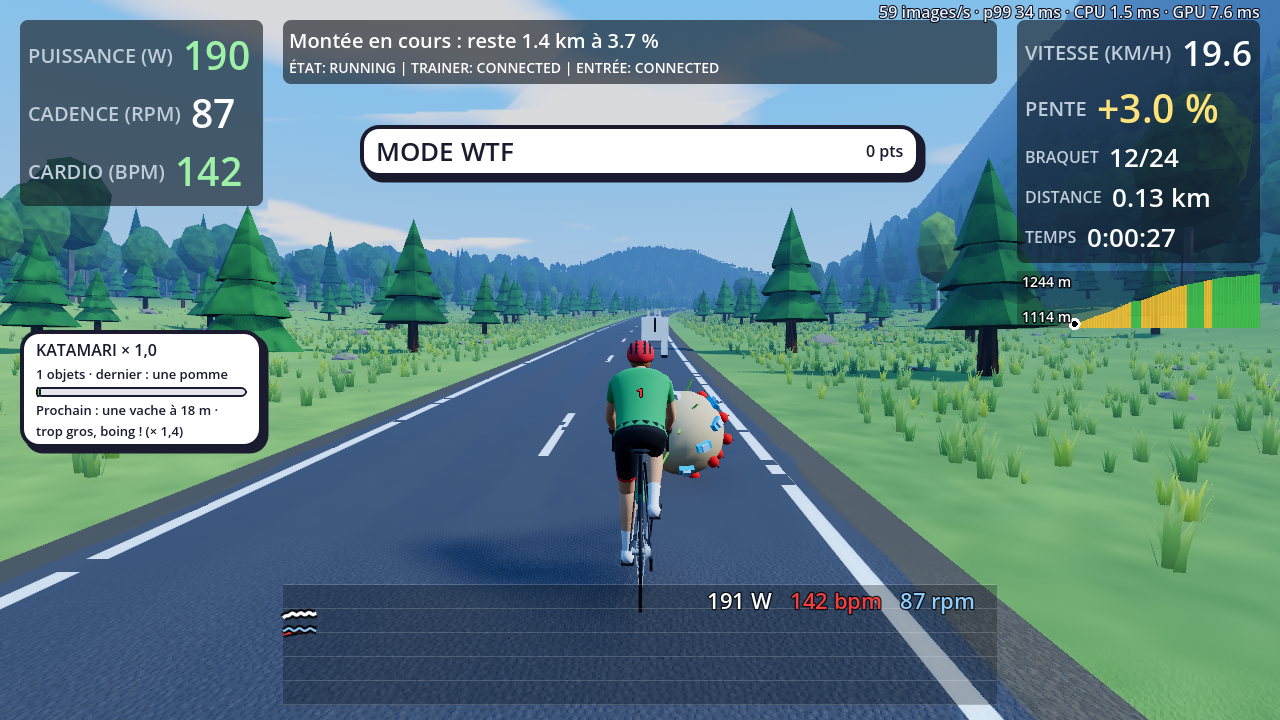 59 images/s · p99 34 ms · CPU 1.5 ms · GPU 7.6 ms
PUISSANCE (W) 190
CADENCE (RPM) 87
CARDIO (BPM) 142
Montée en cours : reste 1.4 km à 3.7 %
ÉTAT: RUNNING | TRAINER: CONNECTED | ENTRÉE: CONNECTED
MODE WTF 0 pts
VITESSE (KM/H) 19.6
PENTE +3.0 %
BRAQUET 12/24
DISTANCE 0.13 km
TEMPS 0:00:27
1244 m
1114 m
KATAMARI × 1,0
1 objets · dernier : une pomme
Prochain : une vache à 18 m ·
trop gros, boing ! (× 1,4)
1
191 W 142 bpm 87 rpm